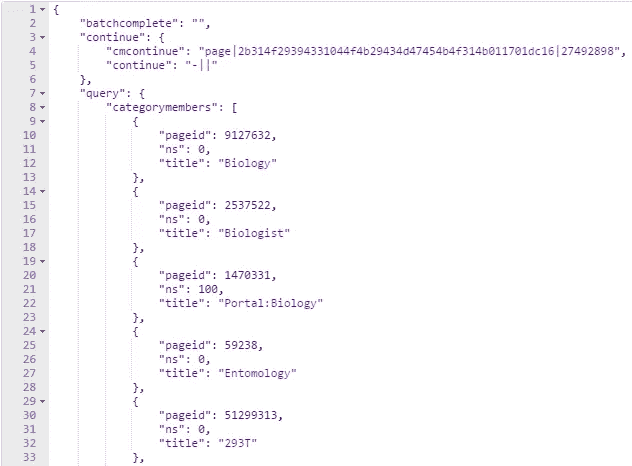 1 {
2 "batchcomplete": "",
3 "continue": {
4 "cmcontinue": "page|2b314f29394331044f4b29434d47454b4f314b011701dc16|27492898",
5 "continue": "-||"
6 },
7 "query": {
8 "categorymembers": [
9 {
10 "pageid": 9127632,
11 "ns": 0,
12 "title": "Biology"
13 },
14 {
15 "pageid": 2537522,
16 "ns": 0,
17 "title": "Biologist"
18 },
19 {
20 "pageid": 1470331,
21 "ns": 100,
22 "title": "Portal:Biology"
23 },
24 {
25 "pageid": 59238,
26 "ns": 0,
27 "title": "Entomology"
28 },
29 {
30 "pageid": 51299313,
31 "ns": 0,
32 "title": "293T"
33 },